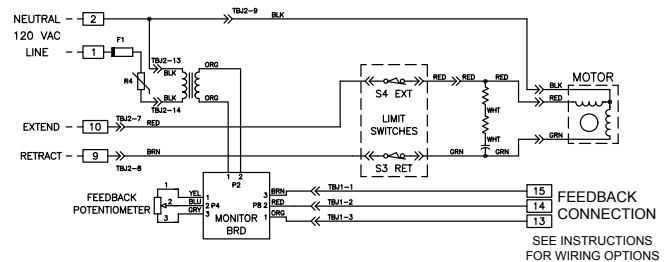 NEUTRAL 2 TBJ2-9 BLK
120 VAC
LINE 1 F1
TBJ2-13
BLK ORG
R4
BLK ORG
TBJ2-14
TBJ2-7
EXTEND 10 RED
RETRACT 9 BRN
TBJ2-8
S4 EXT
LIMIT
SWITCHES
S3 RET
RED RED RED
WHT
WHT
GRN GRN
MOTOR
BLK
RED
GRN
1 2
P2
FEEDBACK
POTENTIOMETER
1 YEL 1
2 BLU 2 P4
3 GRY 3
MONITOR
BRD
3 BRN TBJ1-1 15
P8 2 RED TBJ1-2 14
1 ORG TBJ1-3 13
FEEDBACK
CONNECTION
SEE INSTRUCTIONS
FOR WIRING OPTIONS